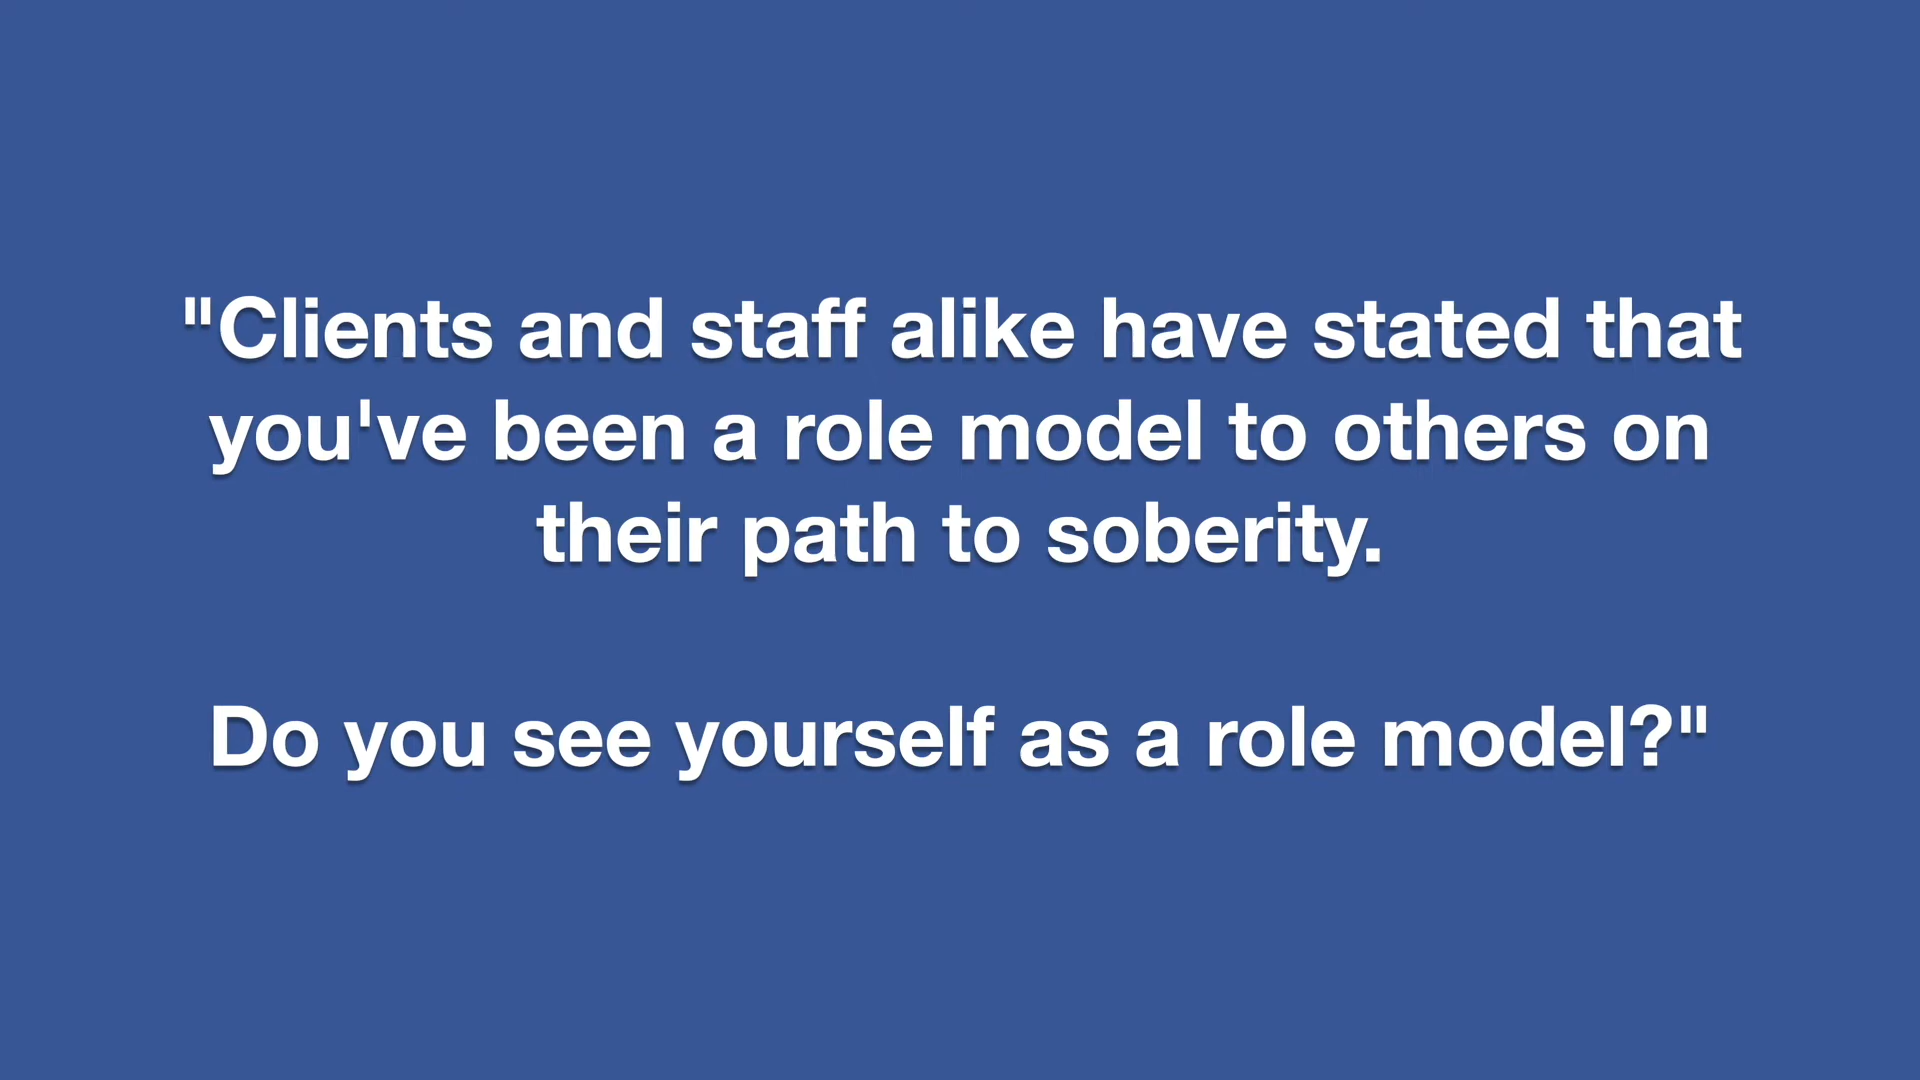 "Clients and staff alike have stated that
you've been a role model to others on
their path to soberity.
Do you see yourself as a role model?"